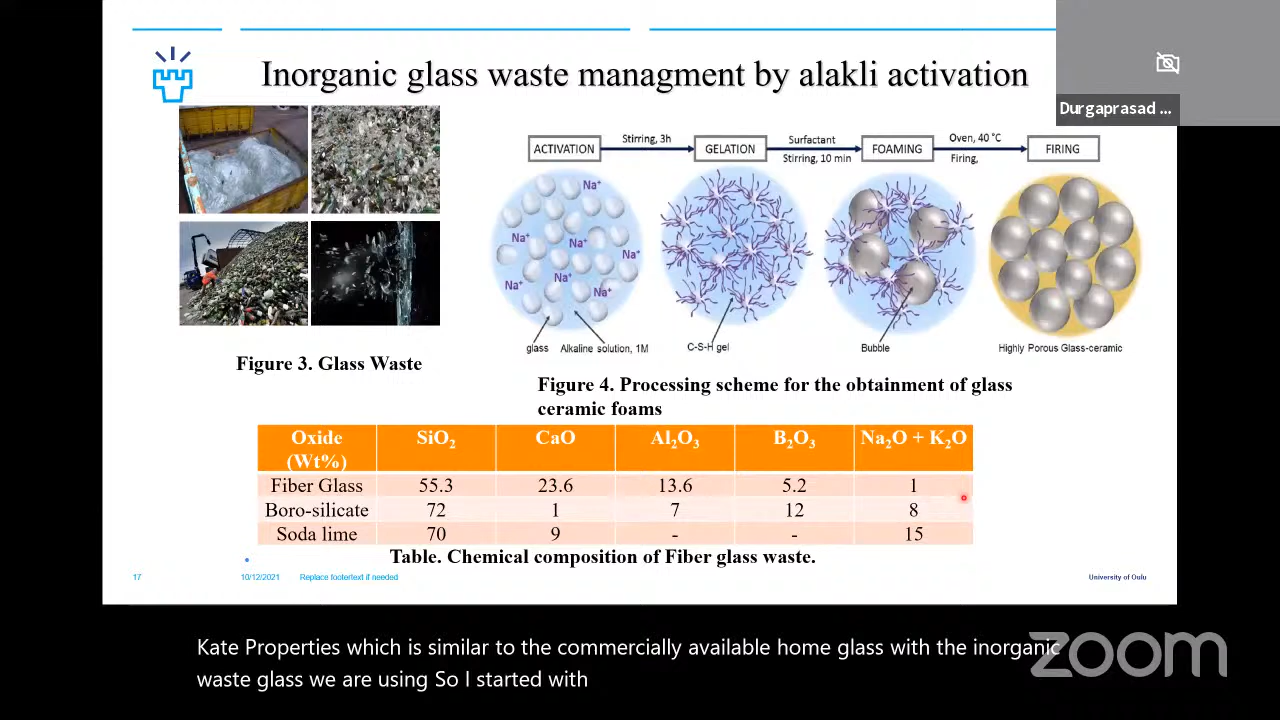 Inorganic glass waste managment by alakli activation
Durgaprasad ...
ACTIVATION
Stirring, 3h
GELATION
Surfactant
Stirring, 10 min
FOAMING
Oven, 40 °C
Firing,
FIRING
Na⁺
Na⁺
Na⁺
Na⁺
Na⁺
Na⁺
Na⁺
glass
Alkaline solution, 1M
C-S-H gel
Bubble
Highly Porous Glass-ceramic
Figure 3. Glass Waste
Figure 4. Processing scheme for the obtainment of glass
ceramic foams
Oxide (Wt%) SiO₂ CaO Al₂O₃ B₂O₃ Na₂O + K₂O
Fiber Glass 55.3 23.6 13.6 5.2 1
Boro-silicate 72 1 7 12 8
Soda lime 70 9 - - 15
Table. Chemical composition of Fiber glass waste.
17
10/12/2021
Replace footertext if needed
University of Oulu
Kate Properties which is similar to the commercially available home glass with the inorganic
waste glass we are using So I started with
zoom